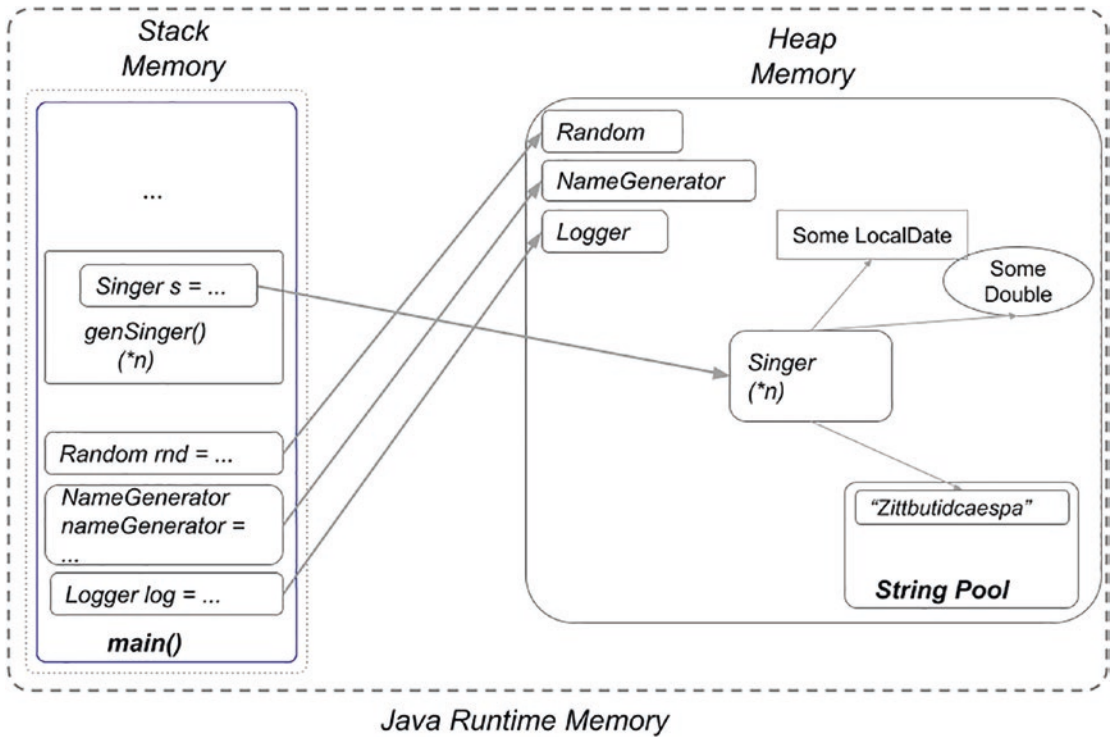 Stack
Memory
...
Singer s = ...
genSinger()
(*n)
Random rnd = ...
NameGenerator
nameGenerator =
...
Logger log = ...
main()
Heap
Memory
Random
NameGenerator
Logger
Some LocalDate
Some
Double
Singer
(*n)
“Zittbutidcaespa”
String Pool
Java Runtime Memory